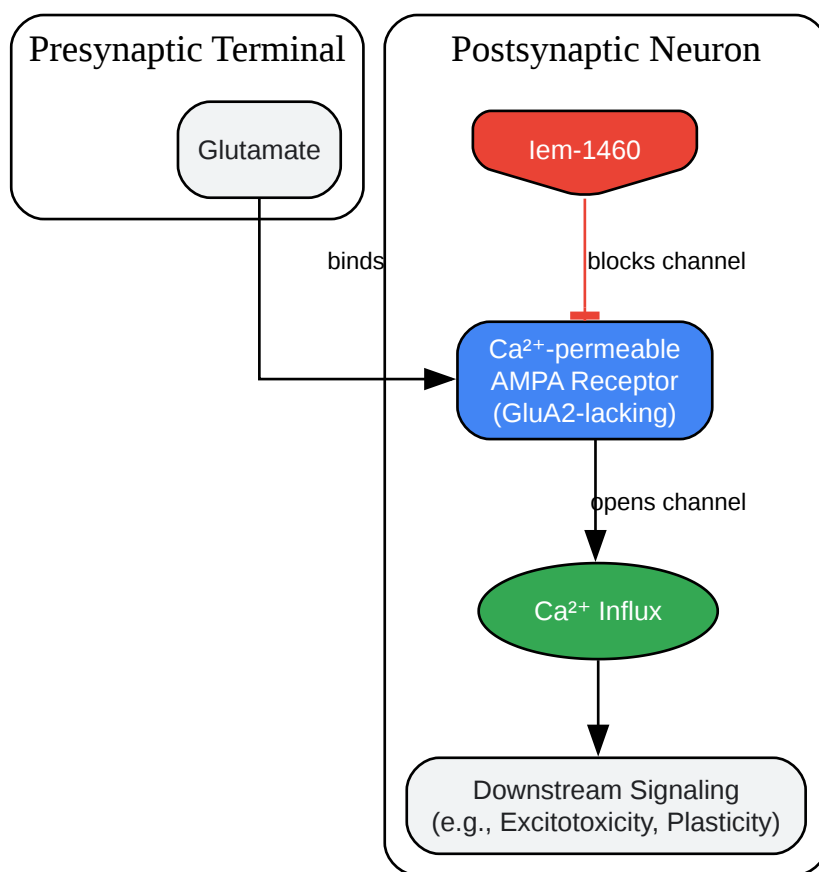 Presynaptic Terminal
Postsynaptic Neuron
Glutamate
Iem-1460
binds
blocks channel
Ca²⁺-permeable
AMPA Receptor
(GluA2-lacking)
opens channel
Ca²⁺ Influx
Downstream Signaling
(e.g., Excitotoxicity, Plasticity)